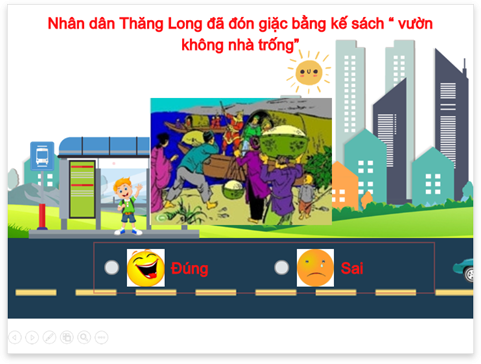 Nhân dân Thăng Long đã đón giặc bằng kế sách “ vườn
không nhà trống”
Đúng
Sai